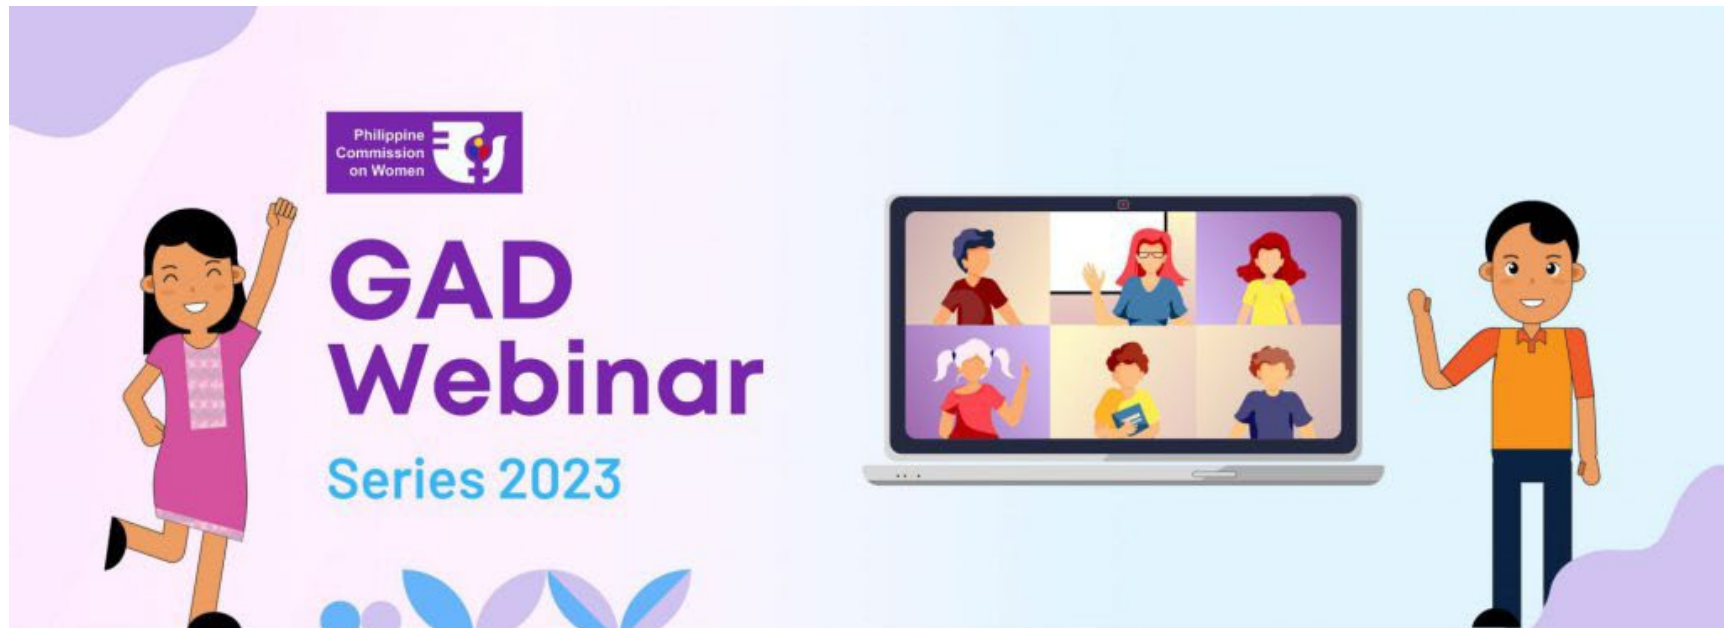 Philippine
Commission
on Women
GAD
Webinar
Series 2023